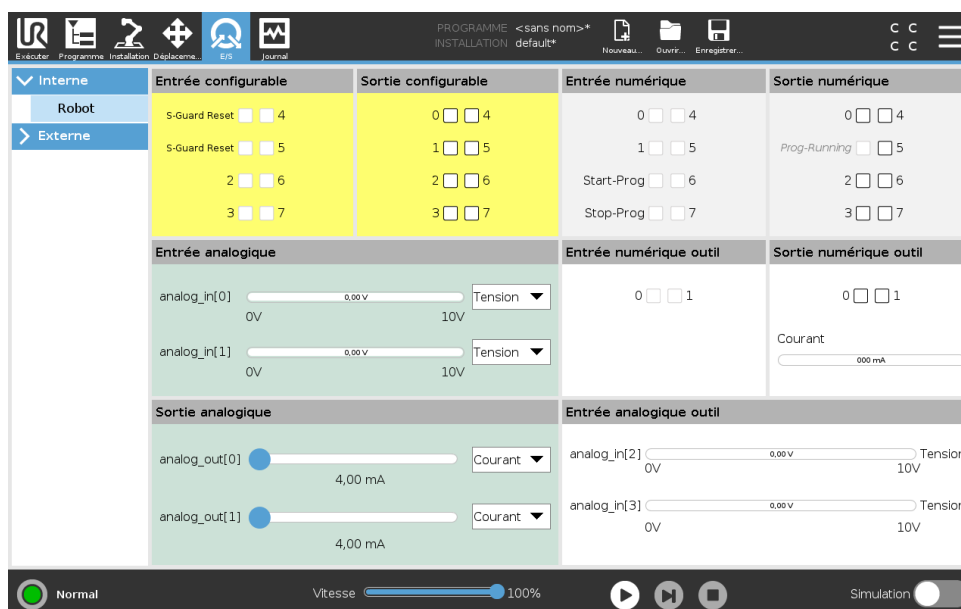 PROGRAMME <sans nom>*
INSTALLATION default*
Exécuter Programme Installation Déplaceme... E/S Journal Nouveau... Ouvrir... Enregistrer...
C C
C C
Interne
Robot
Externe
Entrée configurable
S-Guard Reset 4
S-Guard Reset 5
2 6
3 7
Sortie configurable
0 4
1 5
2 6
3 7
Entrée numérique
0 4
1 5
Start-Prog 6
Stop-Prog 7
Sortie numérique
0 4
Prog-Running 5
2 6
3 7
Entrée analogique
analog_in[0] 0,00 V Tension
0V 10V
analog_in[1] 0,00 V Tension
0V 10V
Entrée numérique outil
0 1
Sortie numérique outil
0 1
Courant
000 mA
Sortie analogique
analog_out[0] Courant
4,00 mA
analog_out[1] Courant
4,00 mA
Entrée analogique outil
analog_in[2] 0,00 V Tension
0V 10V
analog_in[3] 0,00 V Tension
0V 10V
Normal Vitesse 100% Simulation